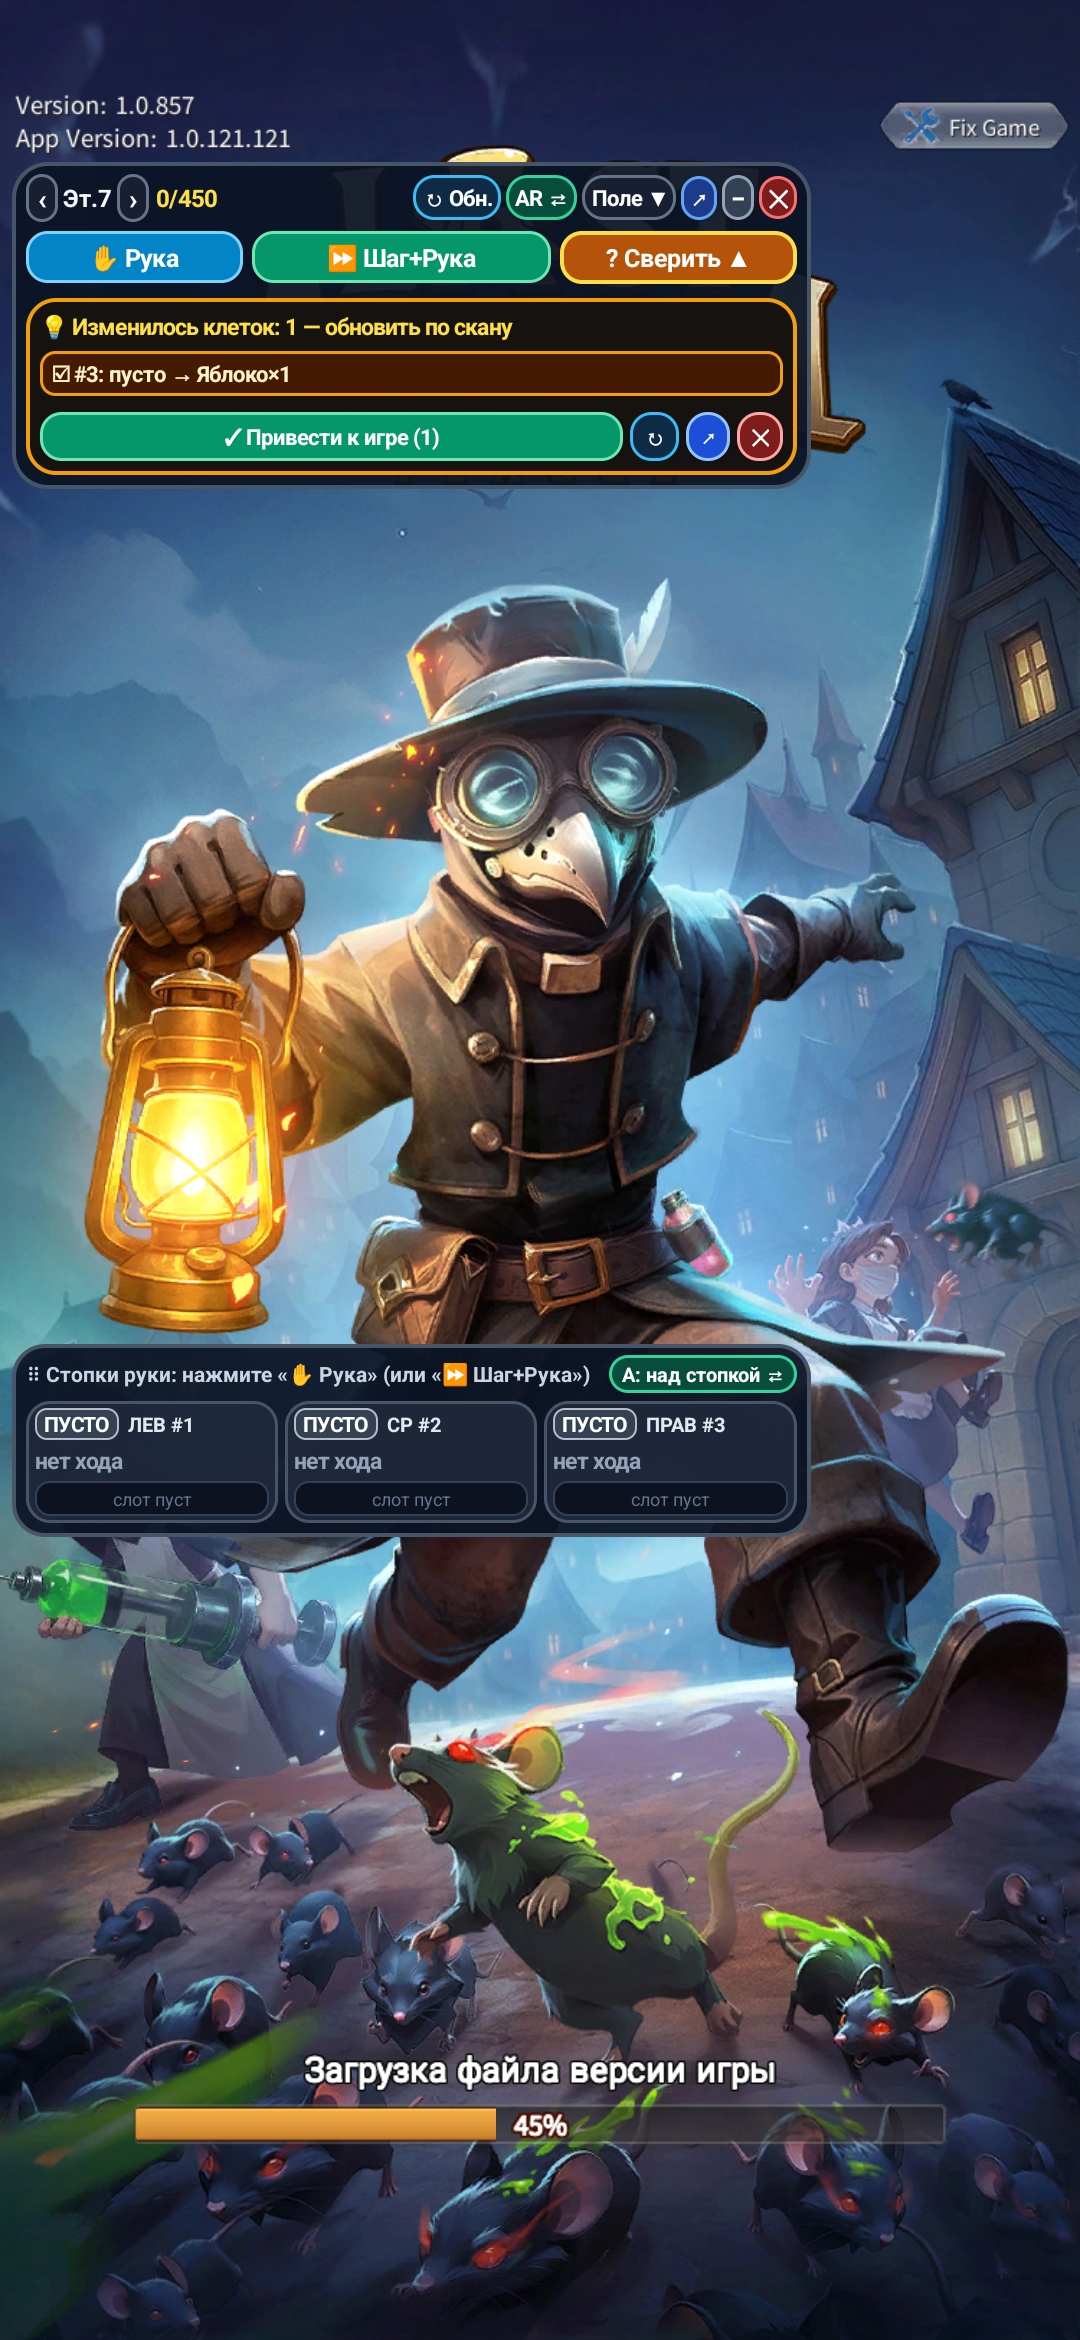 Version: 1.0.857
App Version: 1.0.121.121
Fix Game
‹ Эт.7 › 0/450 ↻ Обн. AR ⇄ Поле ▼ ↗ − ✕
✋ Рука ⏩ Шаг+Рука ? Сверить ▲
💡 Изменилось клеток: 1 — обновить по скану
☑ #3: пусто → Яблоко×1
✓ Привести к игре (1) ↻ ↗ ✕
⠿ Стопки руки: нажмите «✋ Рука» (или «⏩ Шаг+Рука») А: над стопкой ⇄
ПУСТО ЛЕВ #1 ПУСТО СР #2 ПУСТО ПРАВ #3
нет хода нет хода нет хода
слот пуст слот пуст слот пуст
Загрузка файла версии игры
45%